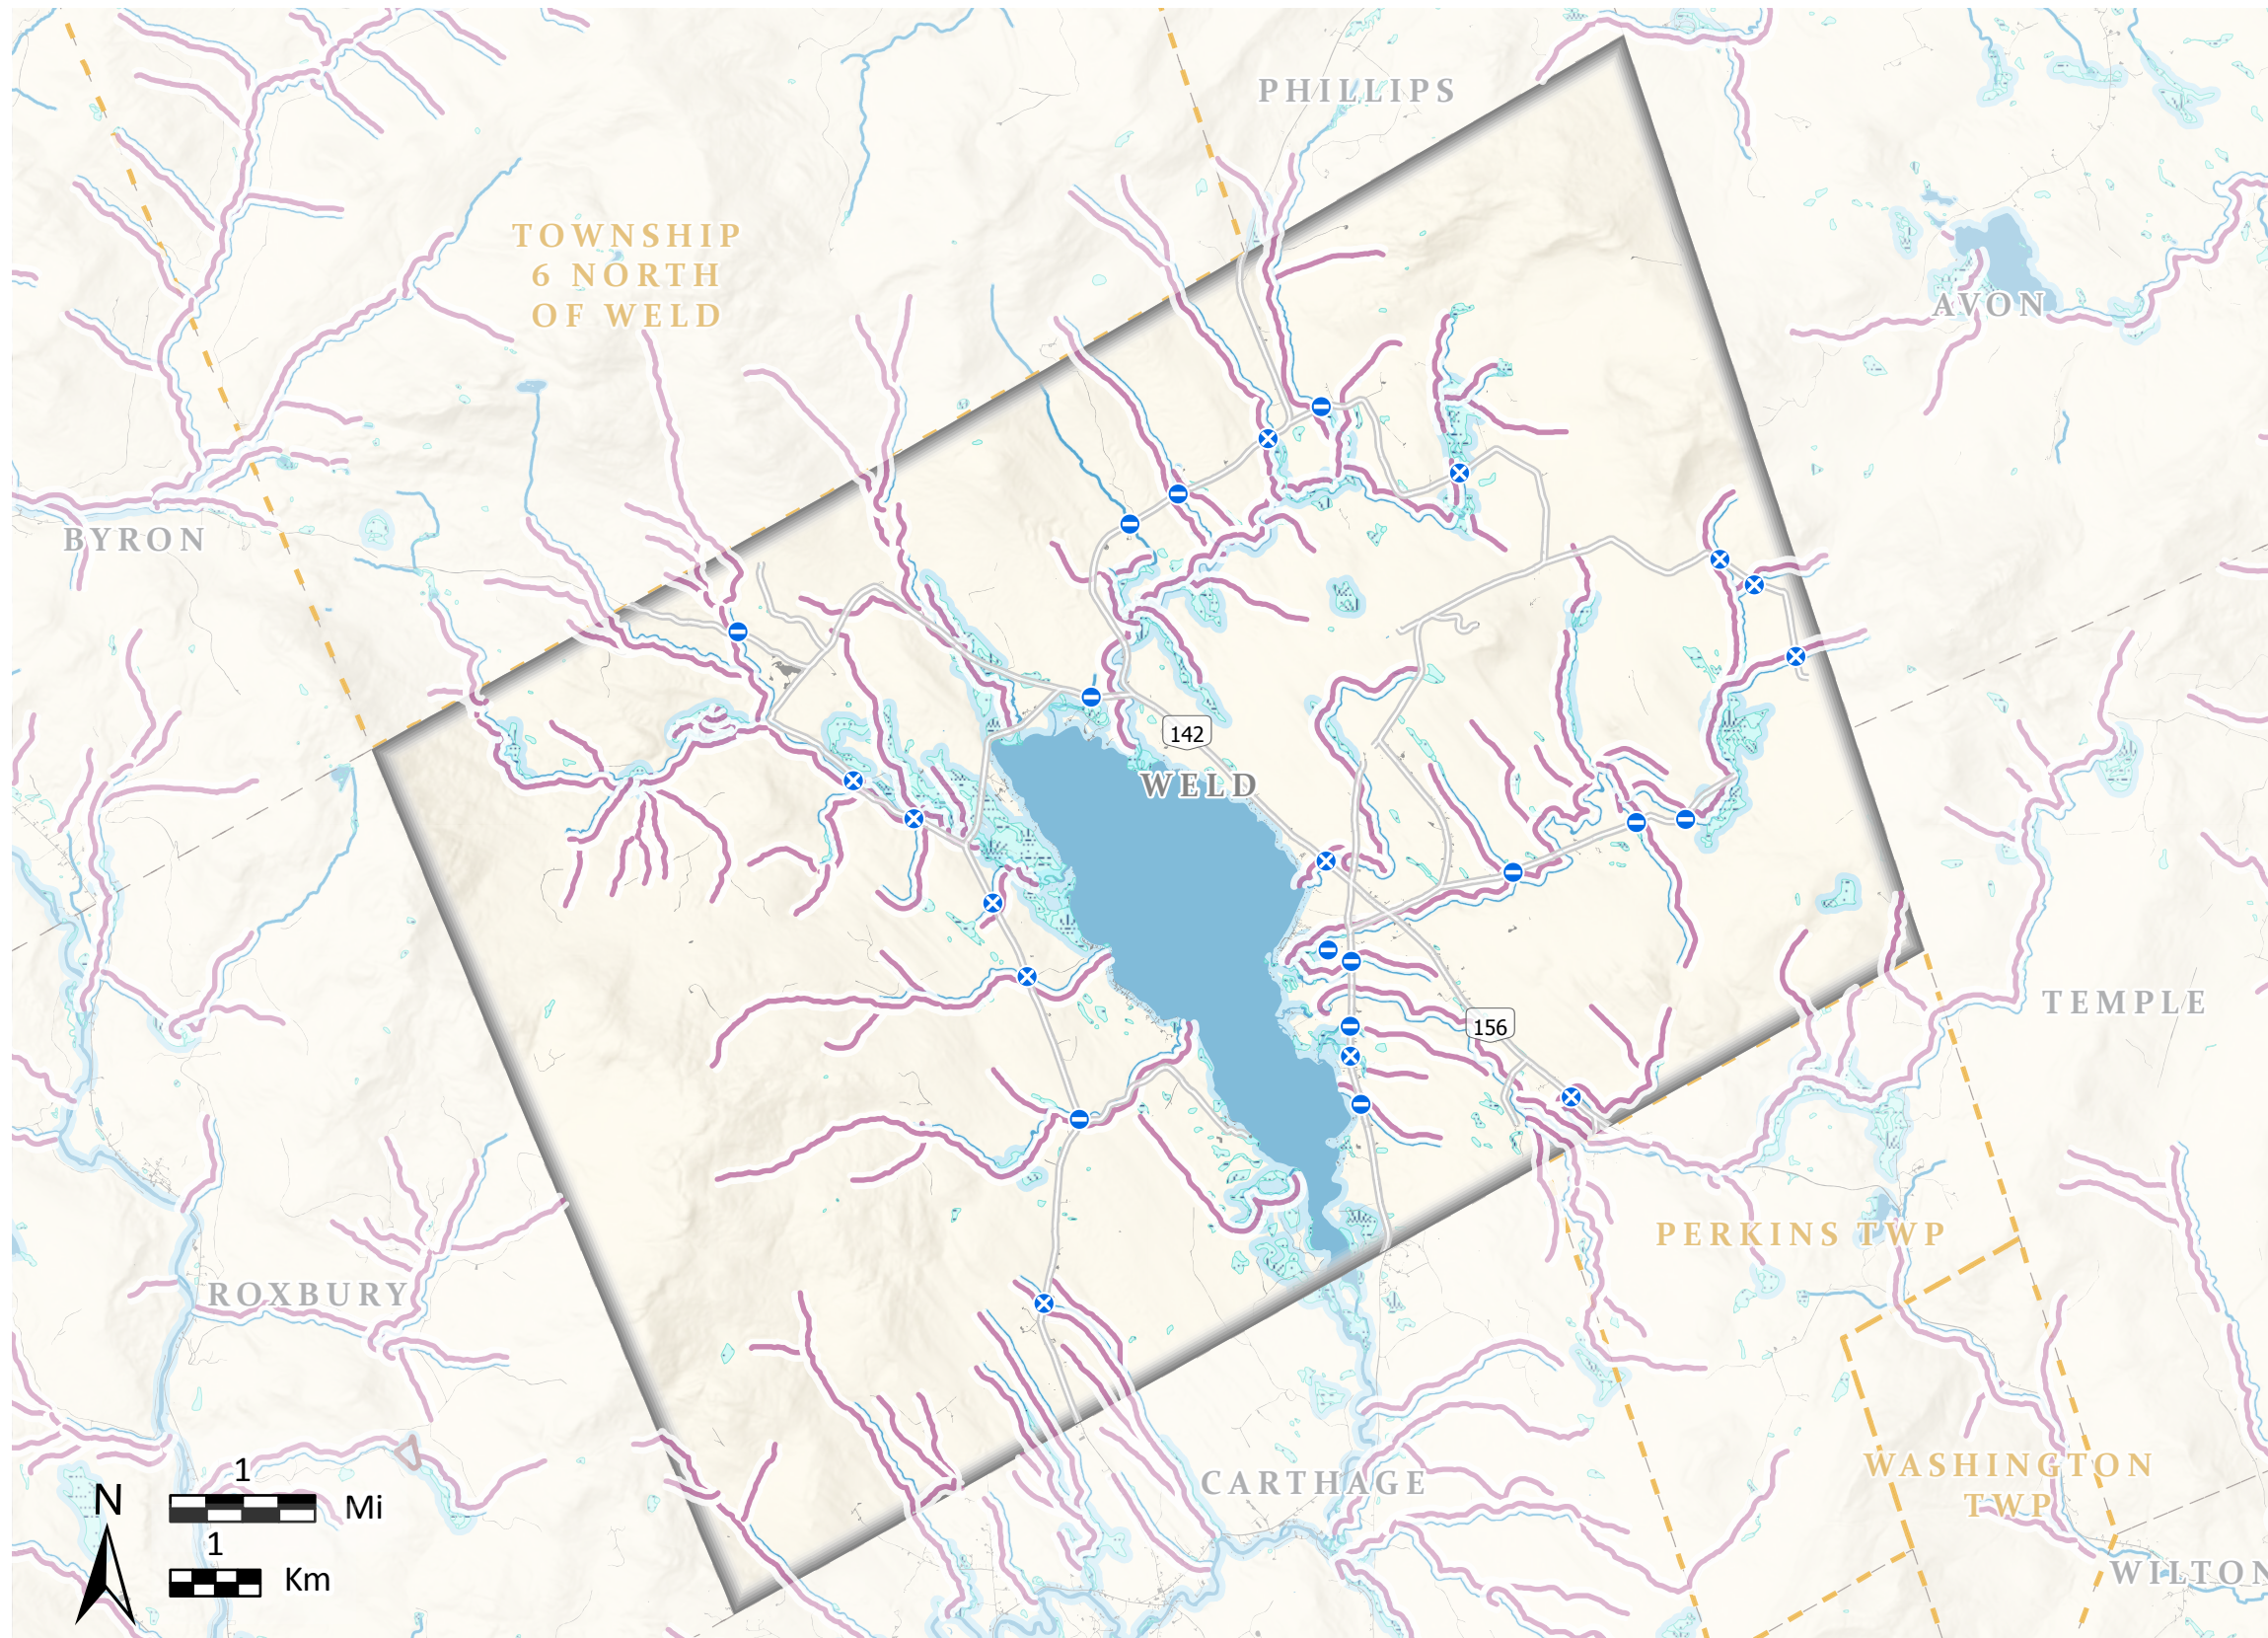 PHILLIPS
TOWNSHIP
6 NORTH
OF WELD
AVON
BYRON
142
WELD
TEMPLE
156
PERKINS TWP
ROXBURY
WASHINGTON
TWP
CARTHAGE
WILTON
N
1
Mi
1
Km